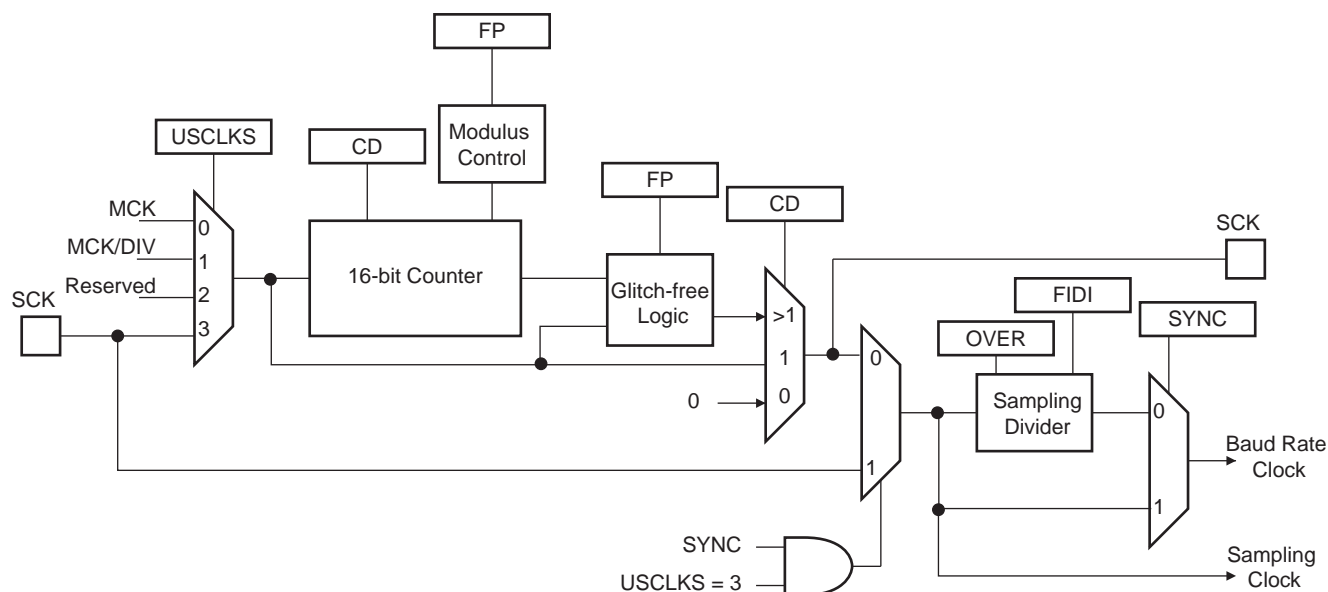 FP
USCLKS
CD
Modulus
Control
FP
CD
MCK
0
MCK/DIV
1
Reserved
2
SCK
3
16-bit Counter
Glitch-free
Logic
>1
1
0
0
SCK
FIDI
OVER
SYNC
0
1
Sampling
Divider
0
1
Baud Rate
Clock
SYNC
USCLKS = 3
Sampling
Clock